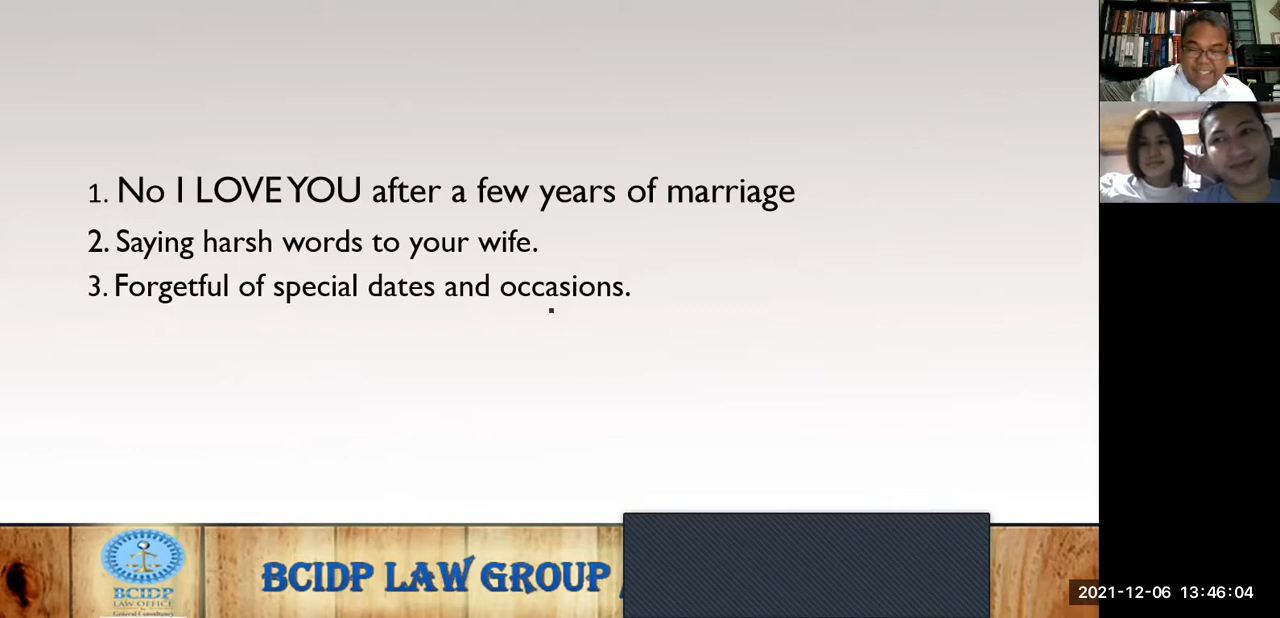 1. No I LOVE YOU after a few years of marriage
2. Saying harsh words to your wife.
3. Forgetful of special dates and occasions.
BCIDP
LAW OFFICE
General Consultancy
BCIDP LAW GROUP
2021-12-06 13:46:04